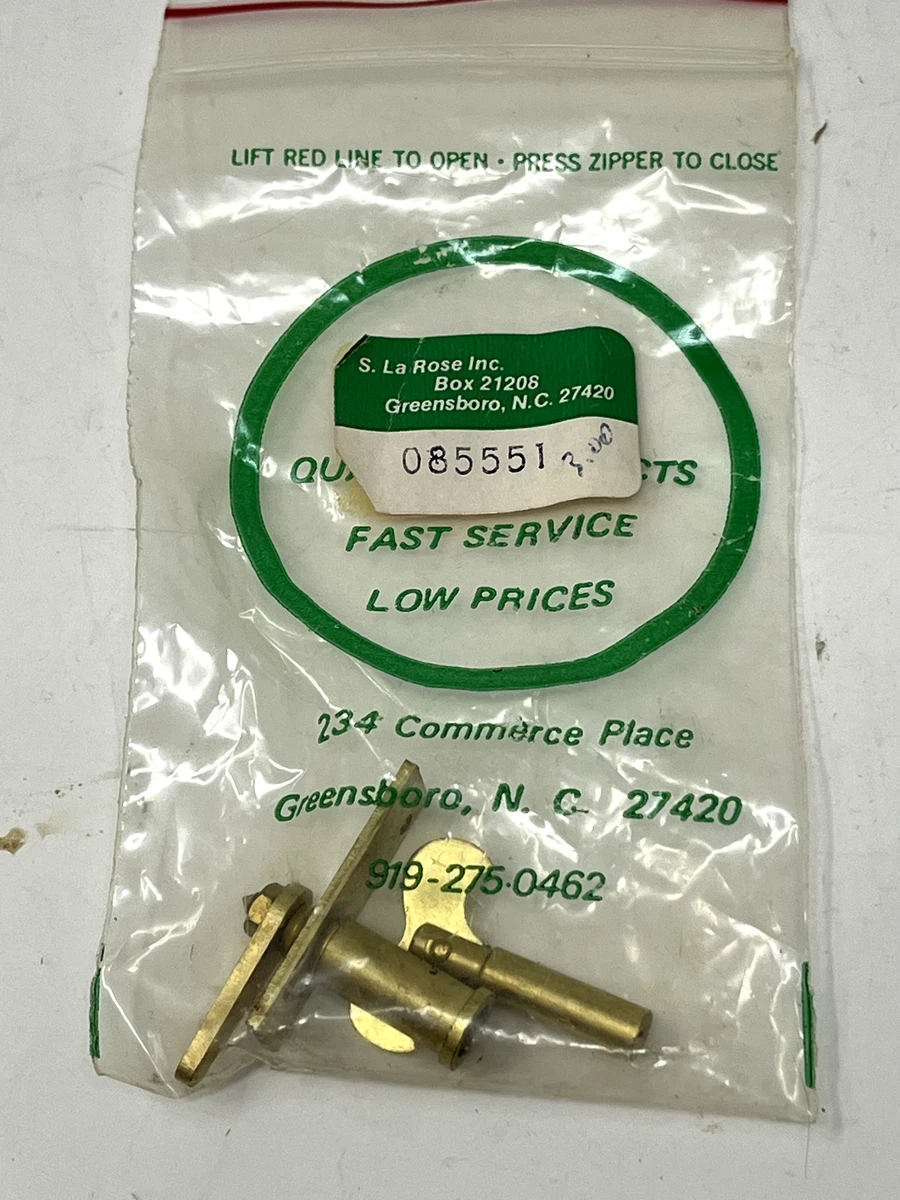 LIFT RED LINE TO OPEN · PRESS ZIPPER TO CLOSE
S. La Rose Inc.
Box 21208
Greensboro, N.C. 27420
085551 3.00
FAST SERVICE
LOW PRICES
234 Commerce Place
Greensboro, N. C. 27420
919-275-0462